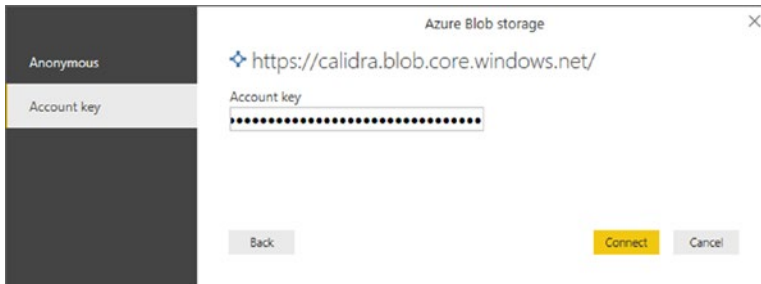 Azure Blob storage
Anonymous
Account key
https://calidra.blob.core.windows.net/
Account key
••••••••••••••••••••••••••••••••
Back
Connect
Cancel